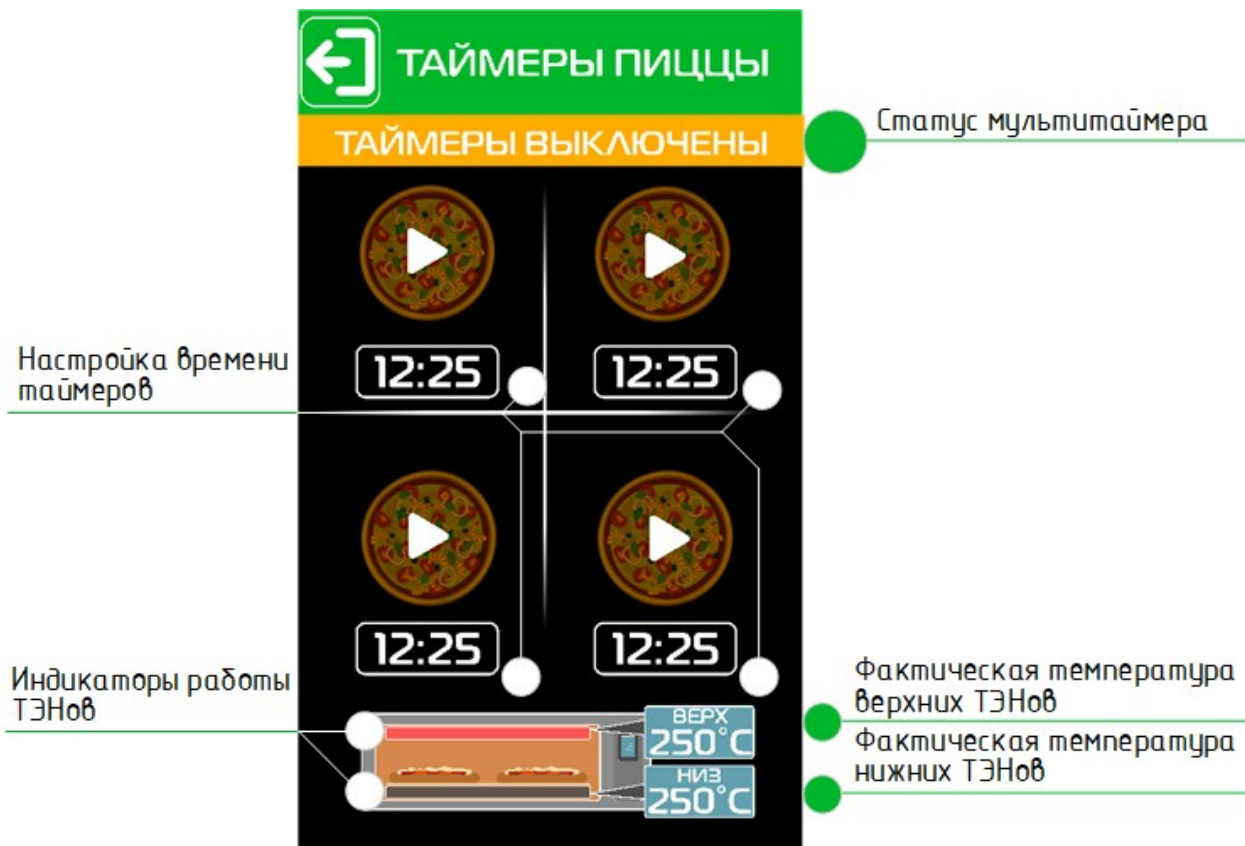 ТАЙМЕРЫ ПИЦЦЫ
ТАЙМЕРЫ ВЫКЛЮЧЕНЫ
Статус мультитаймера
12:25
12:25
Настройка времени
таймеров
12:25
12:25
Индикаторы работы
ТЭНов
ВЕРХ
250°C
НИЗ
250°C
Фактическая температура
верхних ТЭНов
Фактическая температура
нижних ТЭНов